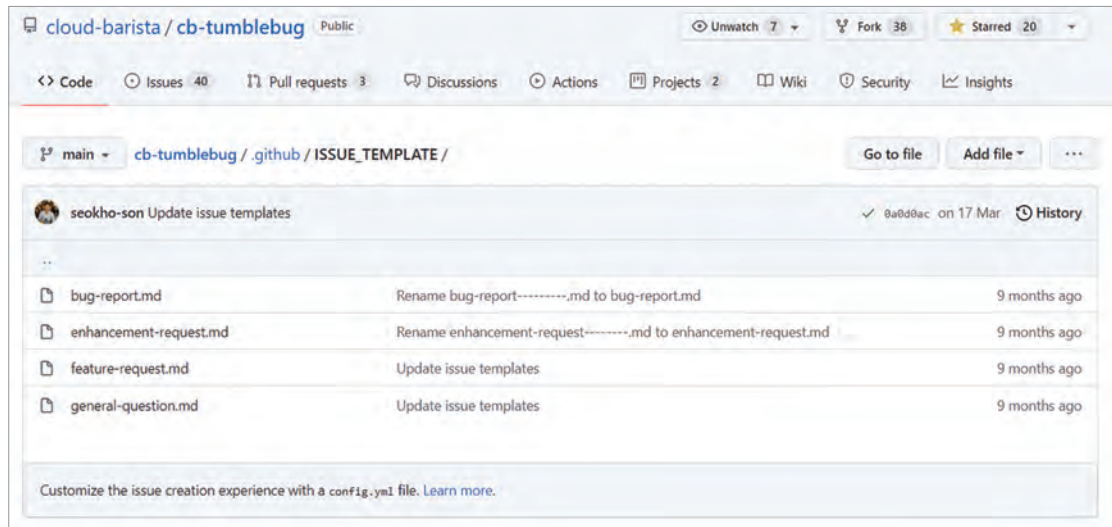 cloud-barista / cb-tumblebug Public Unwatch 7 Fork 38 Starred 20
<> Code Issues 40 Pull requests 3 Discussions Actions Projects 2 Wiki Security Insights
main cb-tumblebug / .github / ISSUE_TEMPLATE / Go to file Add file ...
seokho-son Update issue templates 0a0d0ac on 17 Mar History
..
bug-report.md Rename bug-report---------.md to bug-report.md 9 months ago
enhancement-request.md Rename enhancement-request--------.md to enhancement-request.md 9 months ago
feature-request.md Update issue templates 9 months ago
general-question.md Update issue templates 9 months ago
Customize the issue creation experience with a config.yml file. Learn more.